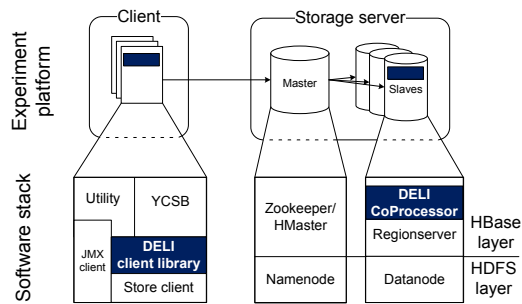 Client
Storage server
Experiment
platform
Master
Slaves
Software stack
Utility
YCSB
JMX
client
DELI
client library
Store client
Zookeeper/
HMaster
Namenode
DELI
CoProcessor
Regionserver
Datanode
HBase
layer
HDFS
layer